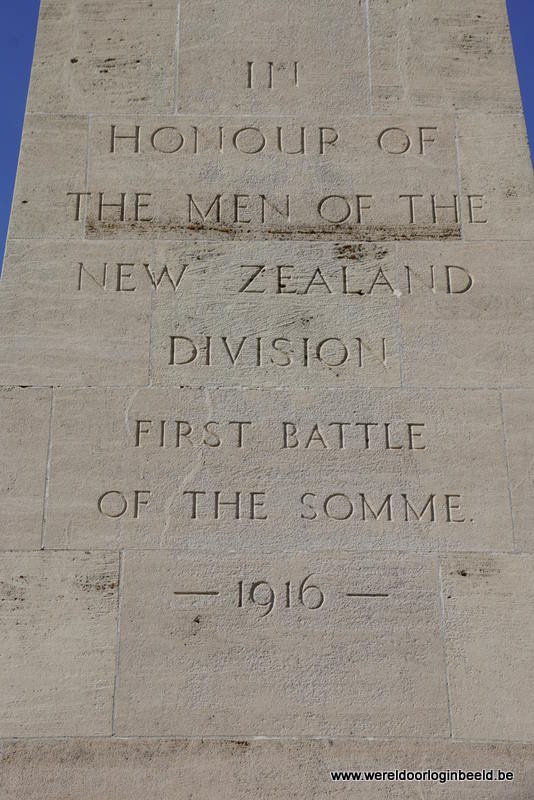 IN
HONOUR OF
THE MEN OF THE
NEW ZEALAND
DIVISION
FIRST BATTLE
OF THE SOMME.
— 1916 —
www.wereldoorloginbeeld.be